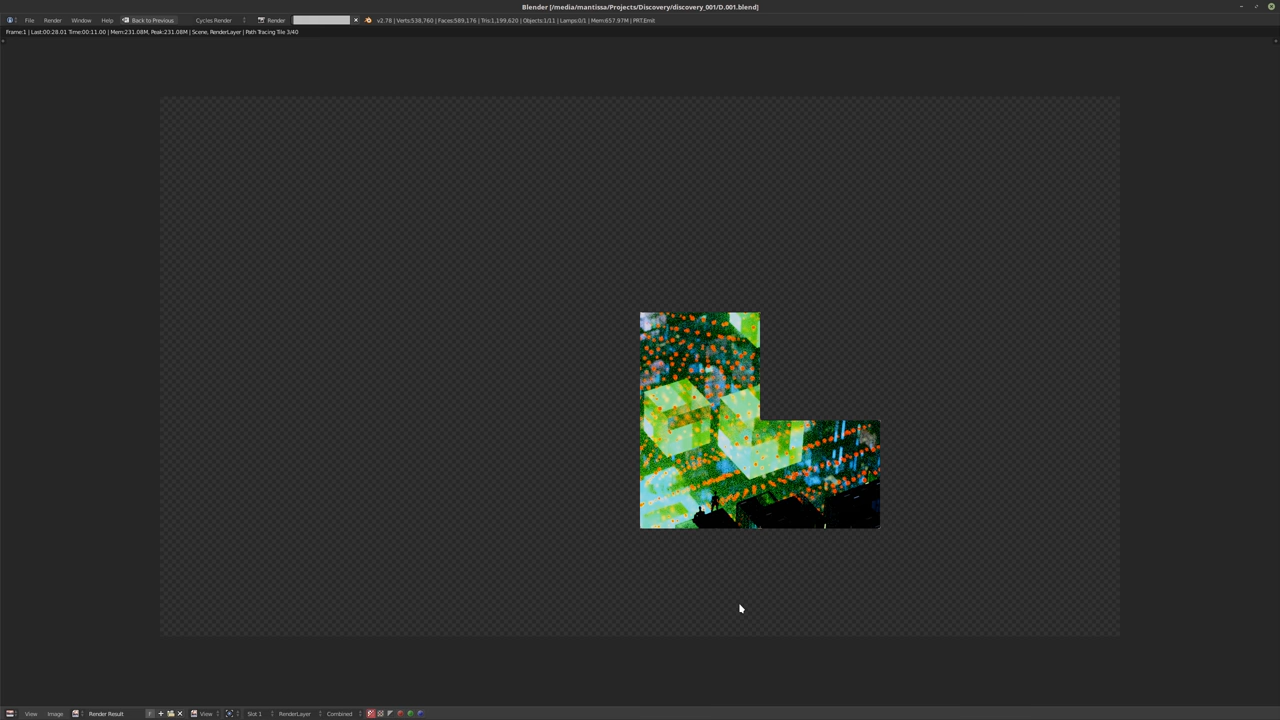 Blender [/media/mantissa/Projects/Discovery/discovery_001/D.001.blend]
File Render Window Help Back to Previous Cycles Render Render v2.78 | Verts:538,760 | Faces:589,176 | Tris:1,199,620 | Objects:1/11 | Lamps:0/1 | Mem:657.97M | PRT.Emit
Frame:1 | Last:00:28.01 Time:00:11.00 | Mem:231.08M, Peak:231.08M | Scene, RenderLayer | Path Tracing Tile 3/40
View Image Render Result F View Slot 1 RenderLayer Combined